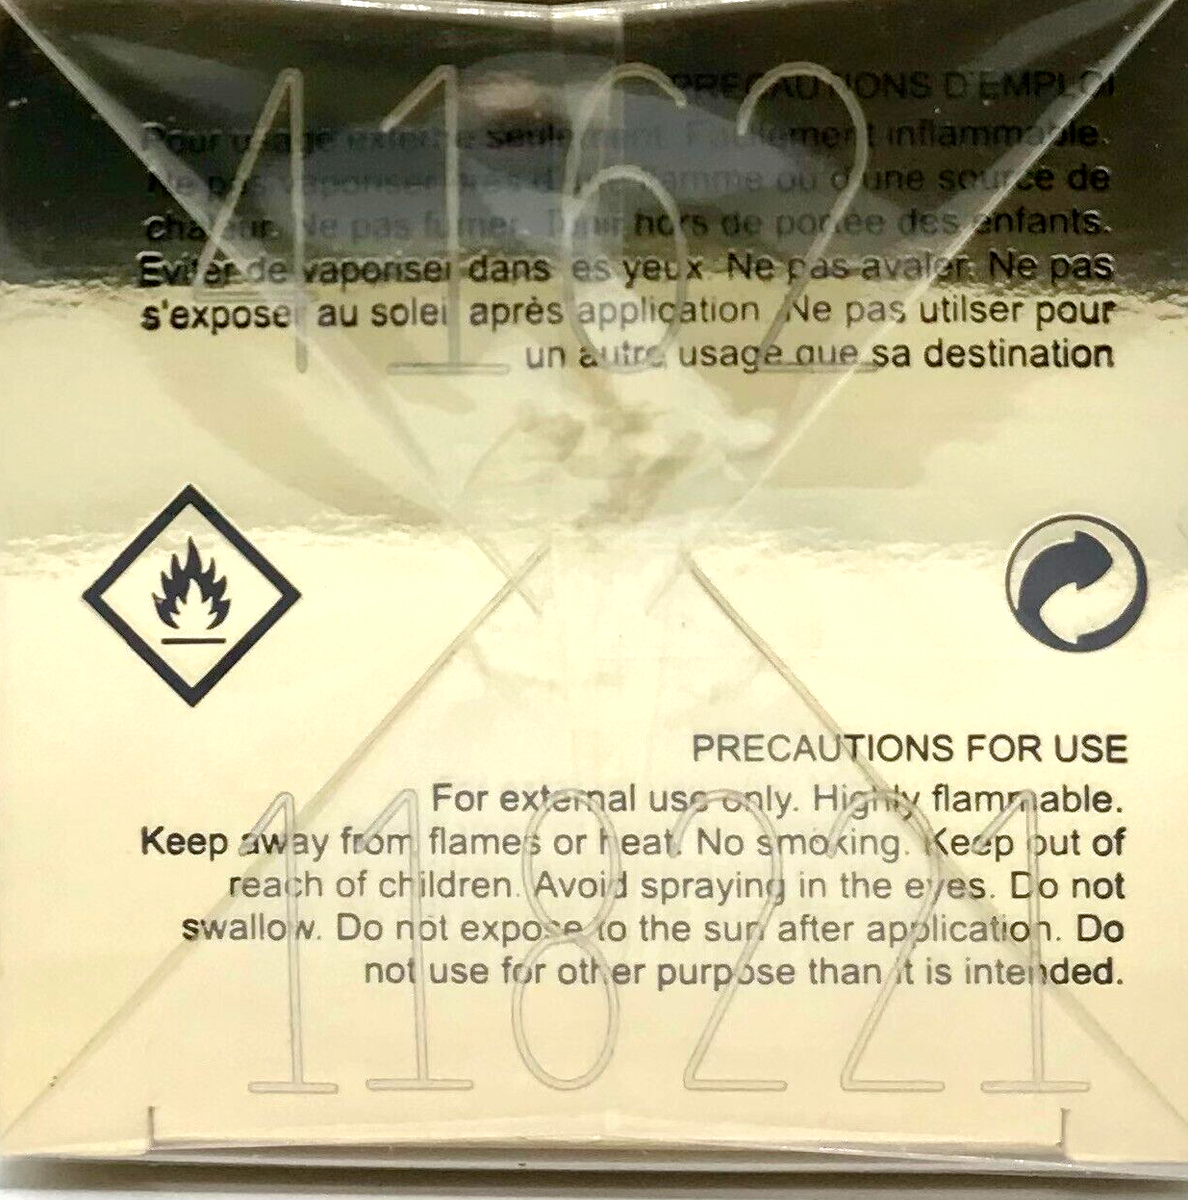 4162
PRECAUTIONS D'EMPLOI
Pour usage externe seulement. Facilement inflammable.
Ne pas vaporiser près d'une flamme ou d'une source de
chaleur. Ne pas fumer. Tenir hors de portée des enfants.
Eviter de vaporiser dans les yeux. Ne pas avaler. Ne pas
s'exposer au soleil après application. Ne pas utilser pour
un autre usage que sa destination
PRECAUTIONS FOR USE
For external use only. Highly flammable.
Keep away from flames or heat. No smoking. Keep out of
reach of children. Avoid spraying in the eyes. Do not
swallow. Do not expose to the sun after application. Do
not use for other purpose than it is intended.
118221